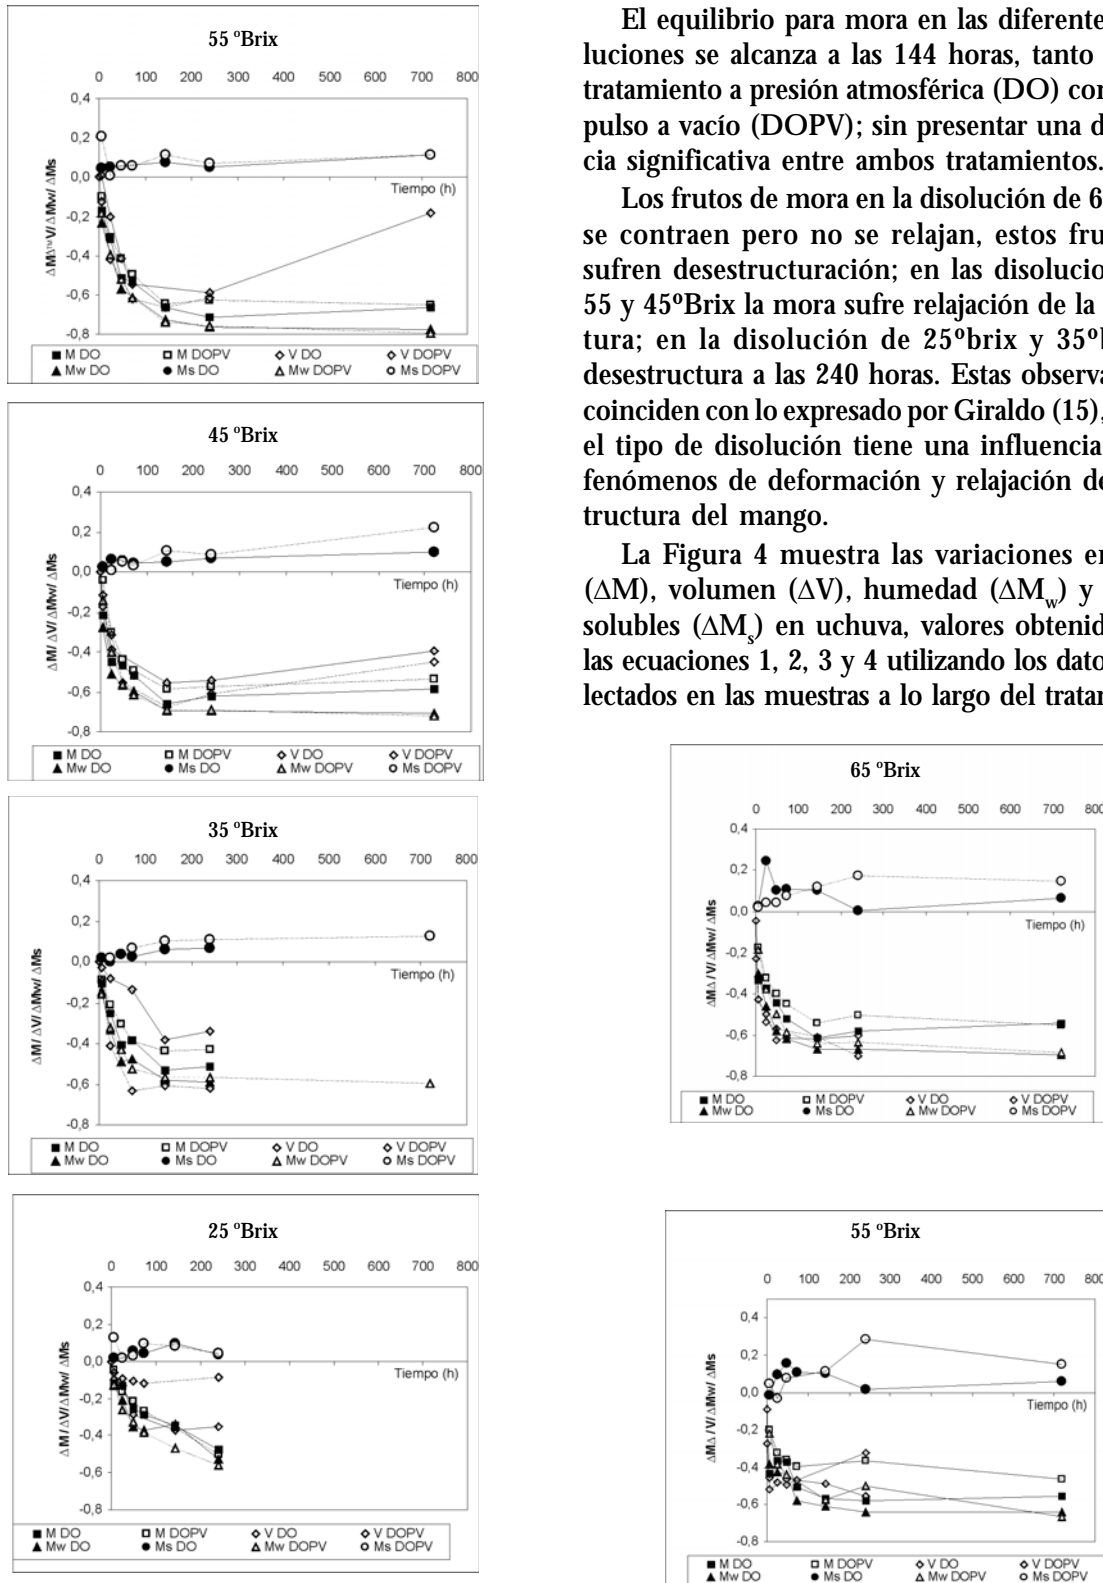 55 ºBrix
0 100 200 300 400 500 600 700 800
0,4
0,2
0,0
-0,2
-0,4
-0,6
-0,8
Tiempo (h)
M DO M DOPV V DO V DOPV
Mw DO Ms DO Mw DOPV Ms DOPV
45 ºBrix
0 100 200 300 400 500 600 700 800
0,4
0,2
0,0
-0,2
-0,4
-0,6
-0,8
ΔM/ ΔV/ ΔMw/ ΔMs
Tiempo (h)
M DO M DOPV V DO V DOPV
Mw DO Ms DO Mw DOPV Ms DOPV
35 ºBrix
0 100 200 300 400 500 600 700 800
0,4
0,2
0,0
-0,2
-0,4
-0,6
-0,8
ΔM/ ΔV/ ΔMw/ ΔMs
Tiempo (h)
M DO M DOPV V DO V DOPV
Mw DO Ms DO Mw DOPV Ms DOPV
25 ºBrix
0 100 200 300 400 500 600 700 800
0,4
0,2
0,0
-0,2
-0,4
-0,6
-0,8
ΔM/ΔV/ΔMw/ ΔMs
Tiempo (h)
M DO M DOPV V DO V DOPV
Mw DO Ms DO Mw DOPV Ms DOPV
El equilibrio para mora en las diferente
luciones se alcanza a las 144 horas, tanto
tratamiento a presión atmosférica (DO) con
pulso a vacío (DOPV); sin presentar una d
cia significativa entre ambos tratamientos.
Los frutos de mora en la disolución de 6
se contraen pero no se relajan, estos fru
sufren desestructuración; en las disolucio
55 y 45ºBrix la mora sufre relajación de la
tura; en la disolución de 25ºbrix y 35ºb
desestructura a las 240 horas. Estas observa
coinciden con lo expresado por Giraldo (15),
el tipo de disolución tiene una influencia
fenómenos de deformación y relajación de
tructura del mango.
La Figura 4 muestra las variaciones en
(ΔM), volumen (ΔV), humedad (ΔMw) y
solubles (ΔMs) en uchuva, valores obtenid
las ecuaciones 1, 2, 3 y 4 utilizando los dato
lectados en las muestras a lo largo del tratam
65 ºBrix
0 100 200 300 400 500 600 700 800
0,4
0,2
0,0
-0,2
-0,4
-0,6
-0,8
ΔMΔ / V/ ΔMw/ ΔMs
Tiempo (h)
M DO M DOPV V DO V DOPV
Mw DO Ms DO Mw DOPV Ms DOPV
55 ºBrix
0 100 200 300 400 500 600 700 800
0,4
0,2
0,0
-0,2
-0,4
-0,6
-0,8
ΔMΔ / V/ ΔMw/ ΔMs
Tiempo (h)
M DO M DOPV V DO V DOPV
Mw DO Ms DO Mw DOPV Ms DOPV